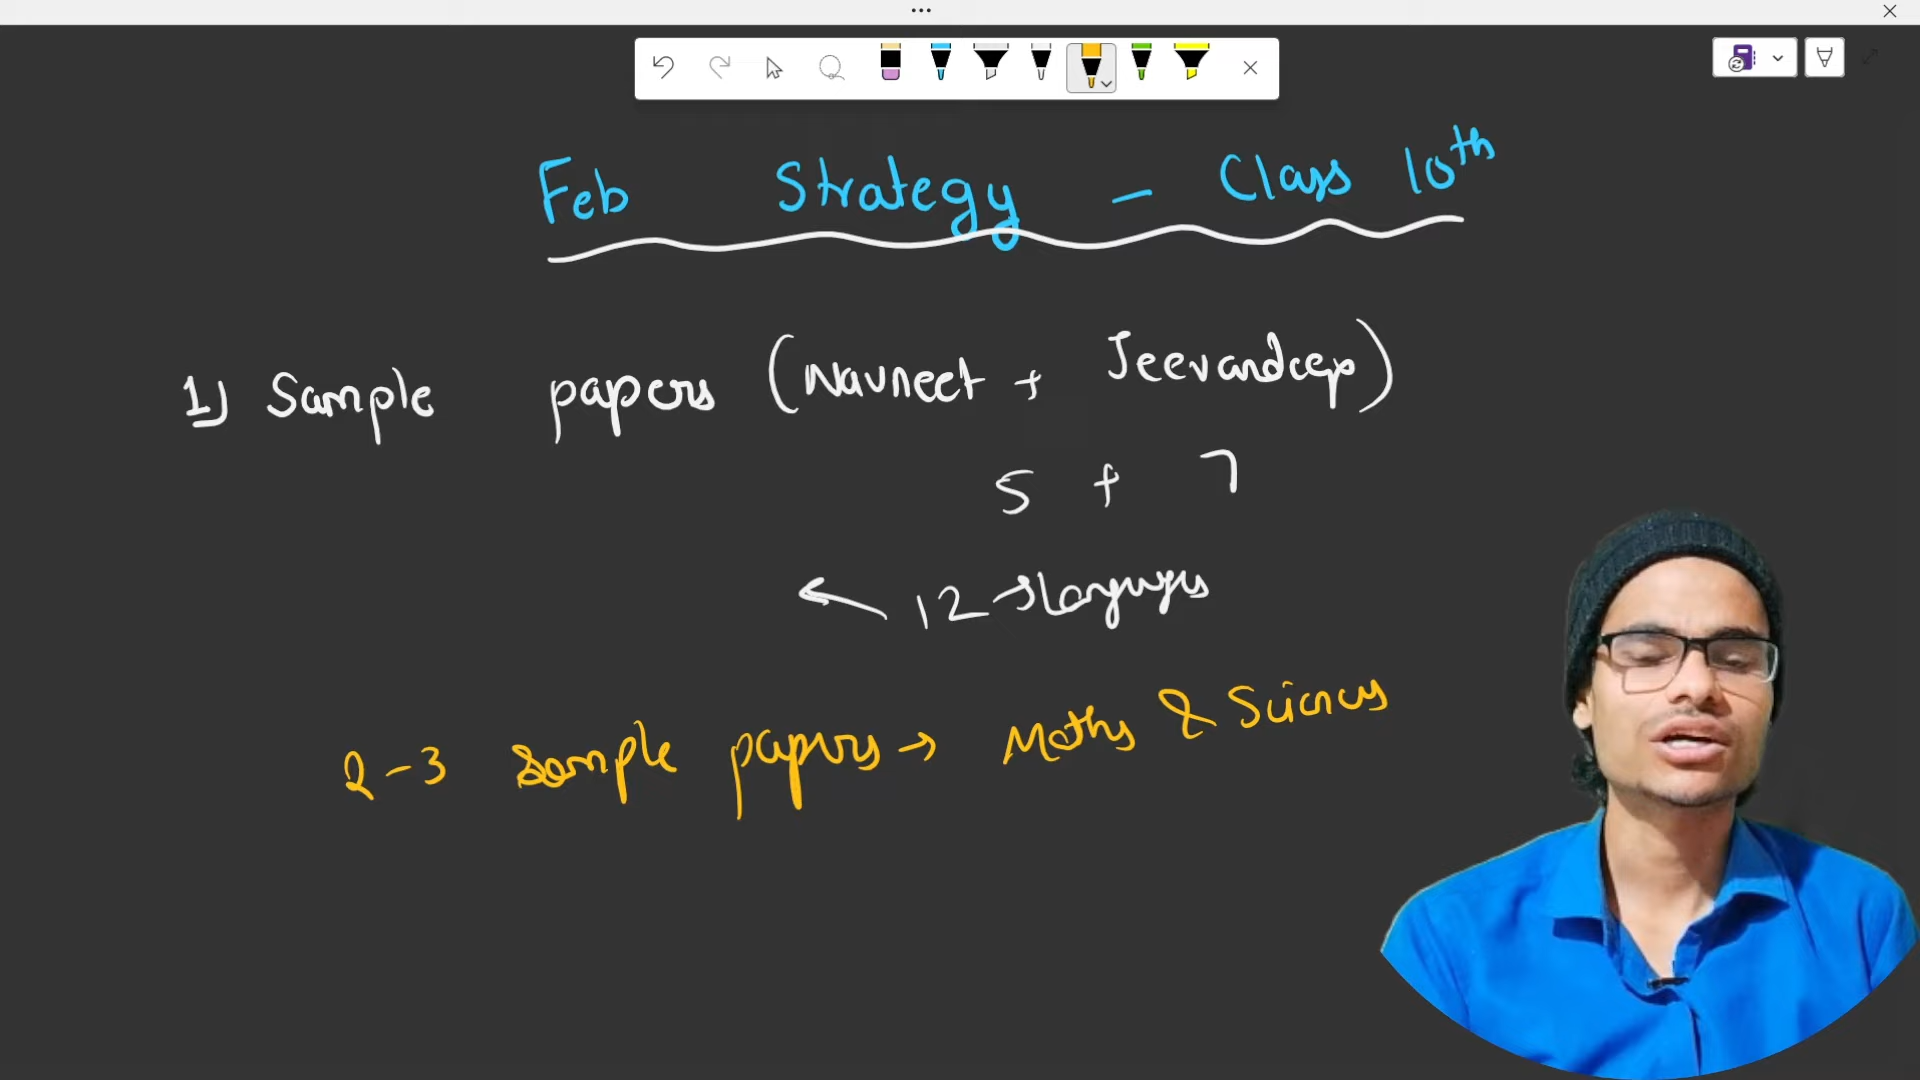 Feb Strategy - Class 10th
1) Sample papers (Navneet + Jeevandeep)
5 + 7
← 12 → languages
2-3 Sample papers → Maths & Science